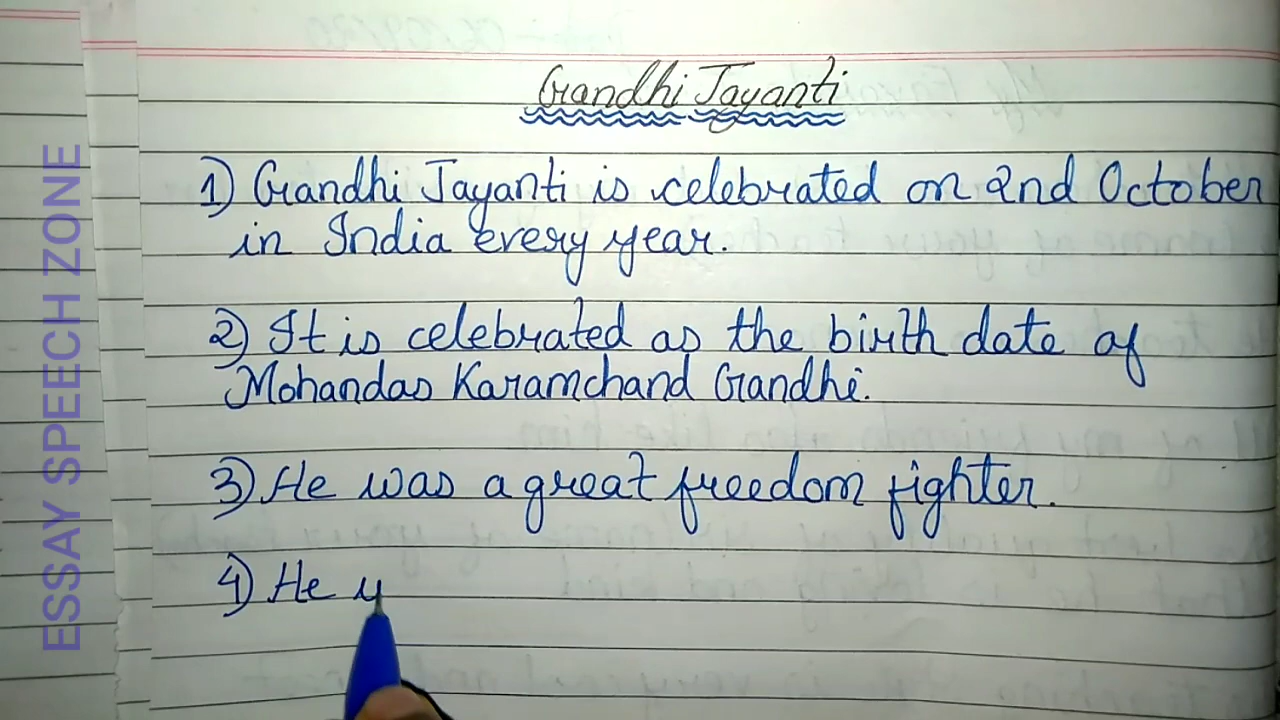 Gandhi Jayanti
1) Gandhi Jayanti is celebrated on 2nd October
in India every year.
2) It is celebrated as the birth date of
Mohandas Karamchand Gandhi.
3) He was a great freedom fighter.
4) He
ESSAY SPEECH ZONE